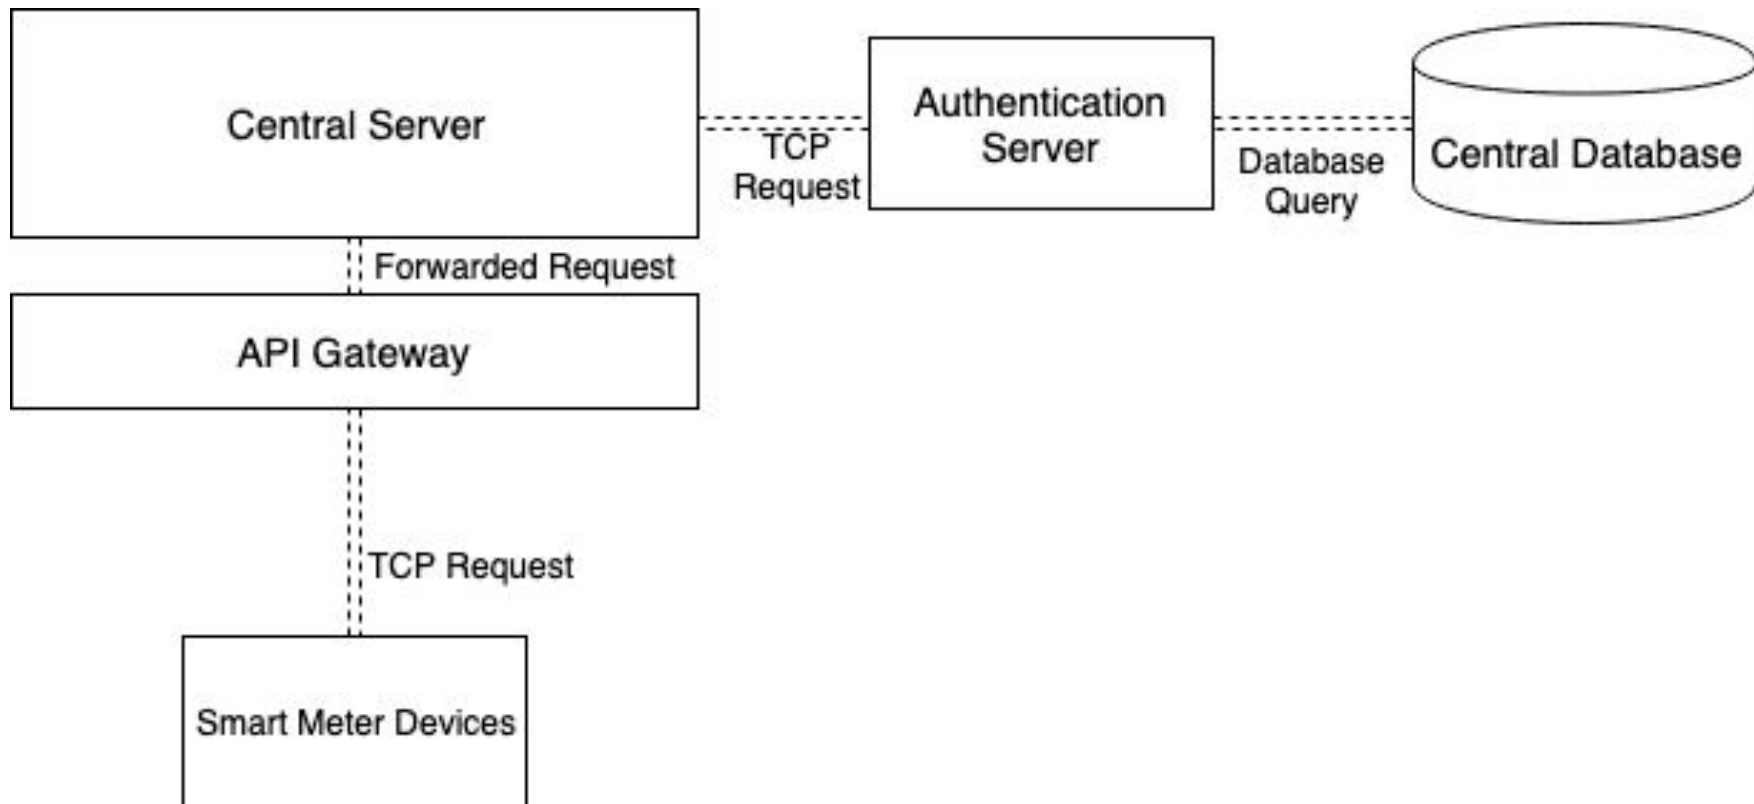 Central Server
TCP
Request
Authentication
Server
Database
Query
Central Database
Forwarded Request
API Gateway
TCP Request
Smart Meter Devices